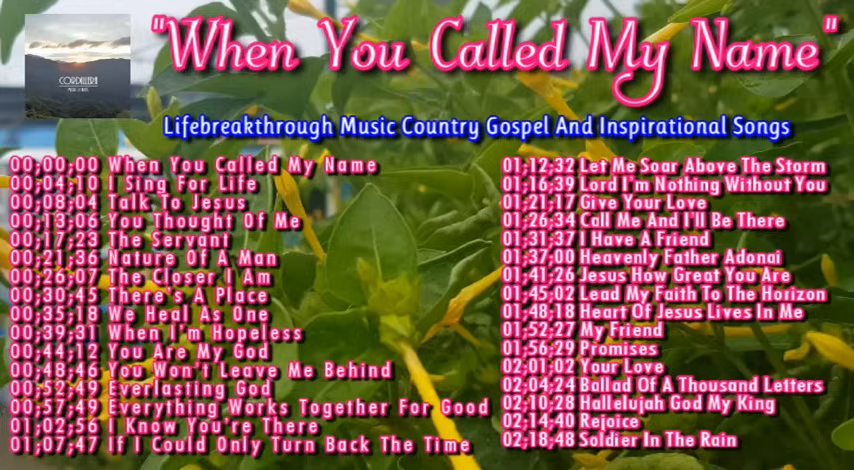 CORDILLERA
"When You Called My Name"
Lifebreakthrough Music Country Gospel And Inspirational Songs
00;00;00 When You Called My Name
00;04;10 I Sing For Life
00;08;04 Talk To Jesus
00;13;06 You Thought Of Me
00;17;23 The Servant
00;21;36 Nature Of A Man
00;26;07 The Closer I Am
00;30;45 There's A Place
00;35;18 We Heal As One
00;39;31 When I'm Hopeless
00;44;12 You Are My God
00;48;46 You Won't Leave Me Behind
00;52;49 Everlasting God
00;57;49 Everything Works Together For Good
01;02;56 I Know You're There
01;07;47 If I Could Only Turn Back The Time
01;12;32 Let Me Soar Above The Storm
01;16;39 Lord I'm Nothing Without You
01;21;17 Give Your Love
01;26;34 Call Me And I'll Be There
01;31;37 I Have A Friend
01;37;00 Heavenly Father Adonai
01;41;26 Jesus How Great You Are
01;45;02 Lead My Faith To The Horizon
01;48;18 Heart Of Jesus Lives In Me
01;52;27 My Friend
01;56;29 Promises
02;01;02 Your Love
02;04;24 Ballad Of A Thousand Letters
02;10;28 Hallelujah God My King
02;14;40 Rejoice
02;18;48 Soldier In The Rain